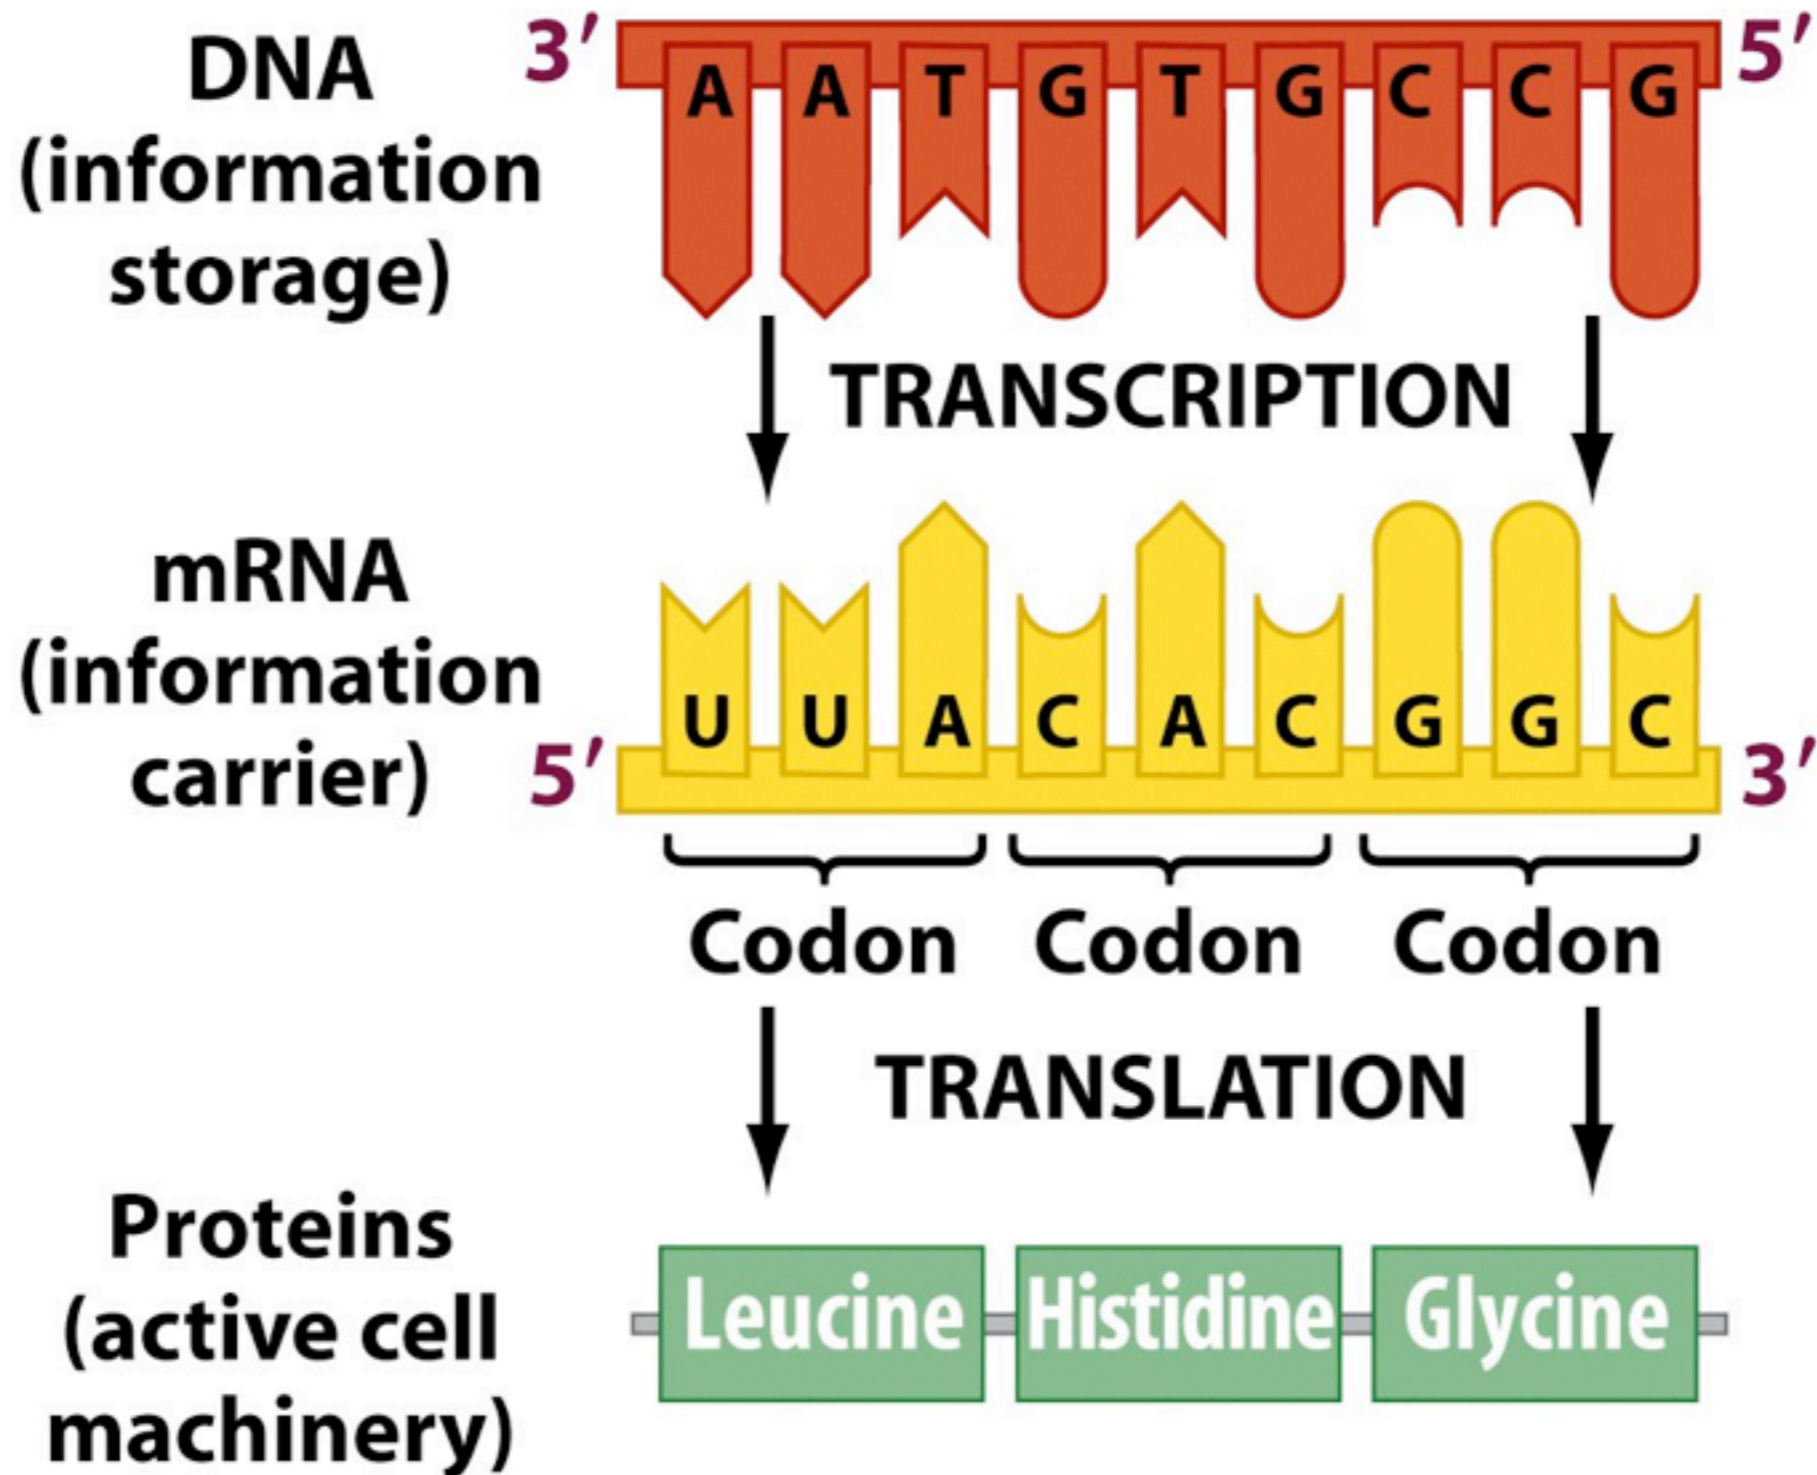 DNA
(information
storage)
3′ A A T G T G C C G 5′
TRANSCRIPTION
mRNA
(information
carrier)
5′ U U A C A C G G C 3′
Codon Codon Codon
TRANSLATION
Proteins
(active cell
machinery)
Leucine Histidine Glycine